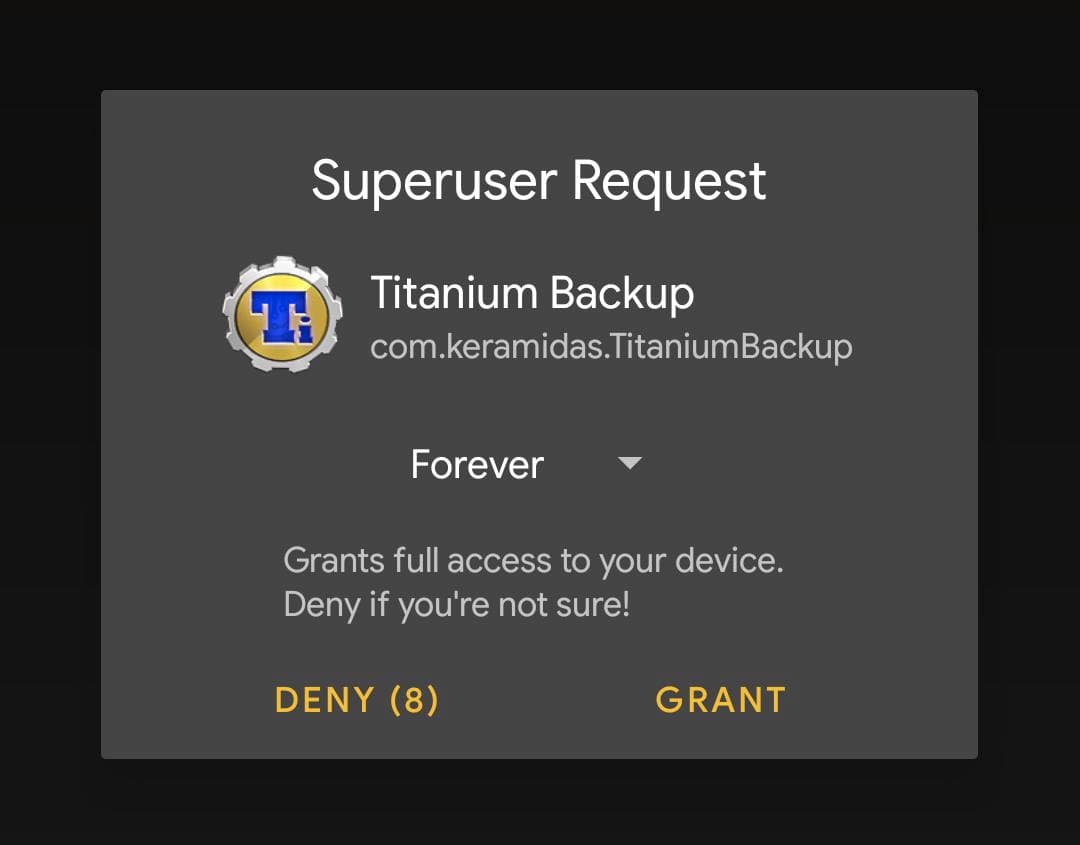 Superuser Request
Ti
Titanium Backup
com.keramidas.TitaniumBackup
Forever
Grants full access to your device.
Deny if you're not sure!
DENY (8)
GRANT